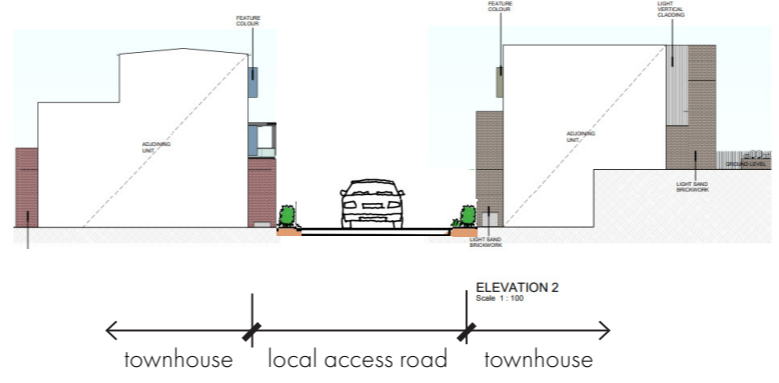 FEATURE
COLOUR
FEATURE
COLOUR
LIGHT
VERTICAL
CLADDING
ADJOINING
UNIT
ADJOINING
UNIT
GROUND-LEVEL
LIGHT SAND
BRICKWORK
LIGHT SAND
BRICKWORK
ELEVATION 2
Scale 1 : 100
townhouse
local access road
townhouse